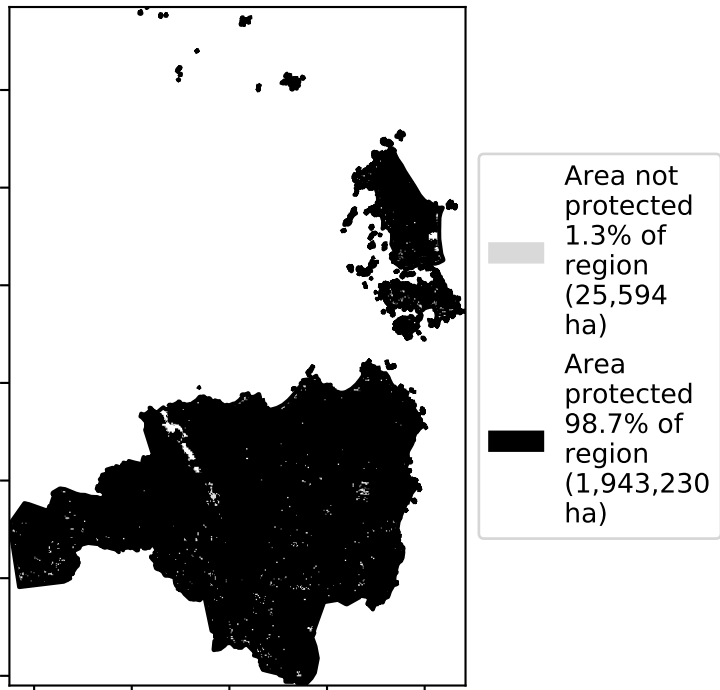 Area not
protected
1.3% of
region
(25,594
ha)
Area
protected
98.7% of
region
(1,943,230
ha)